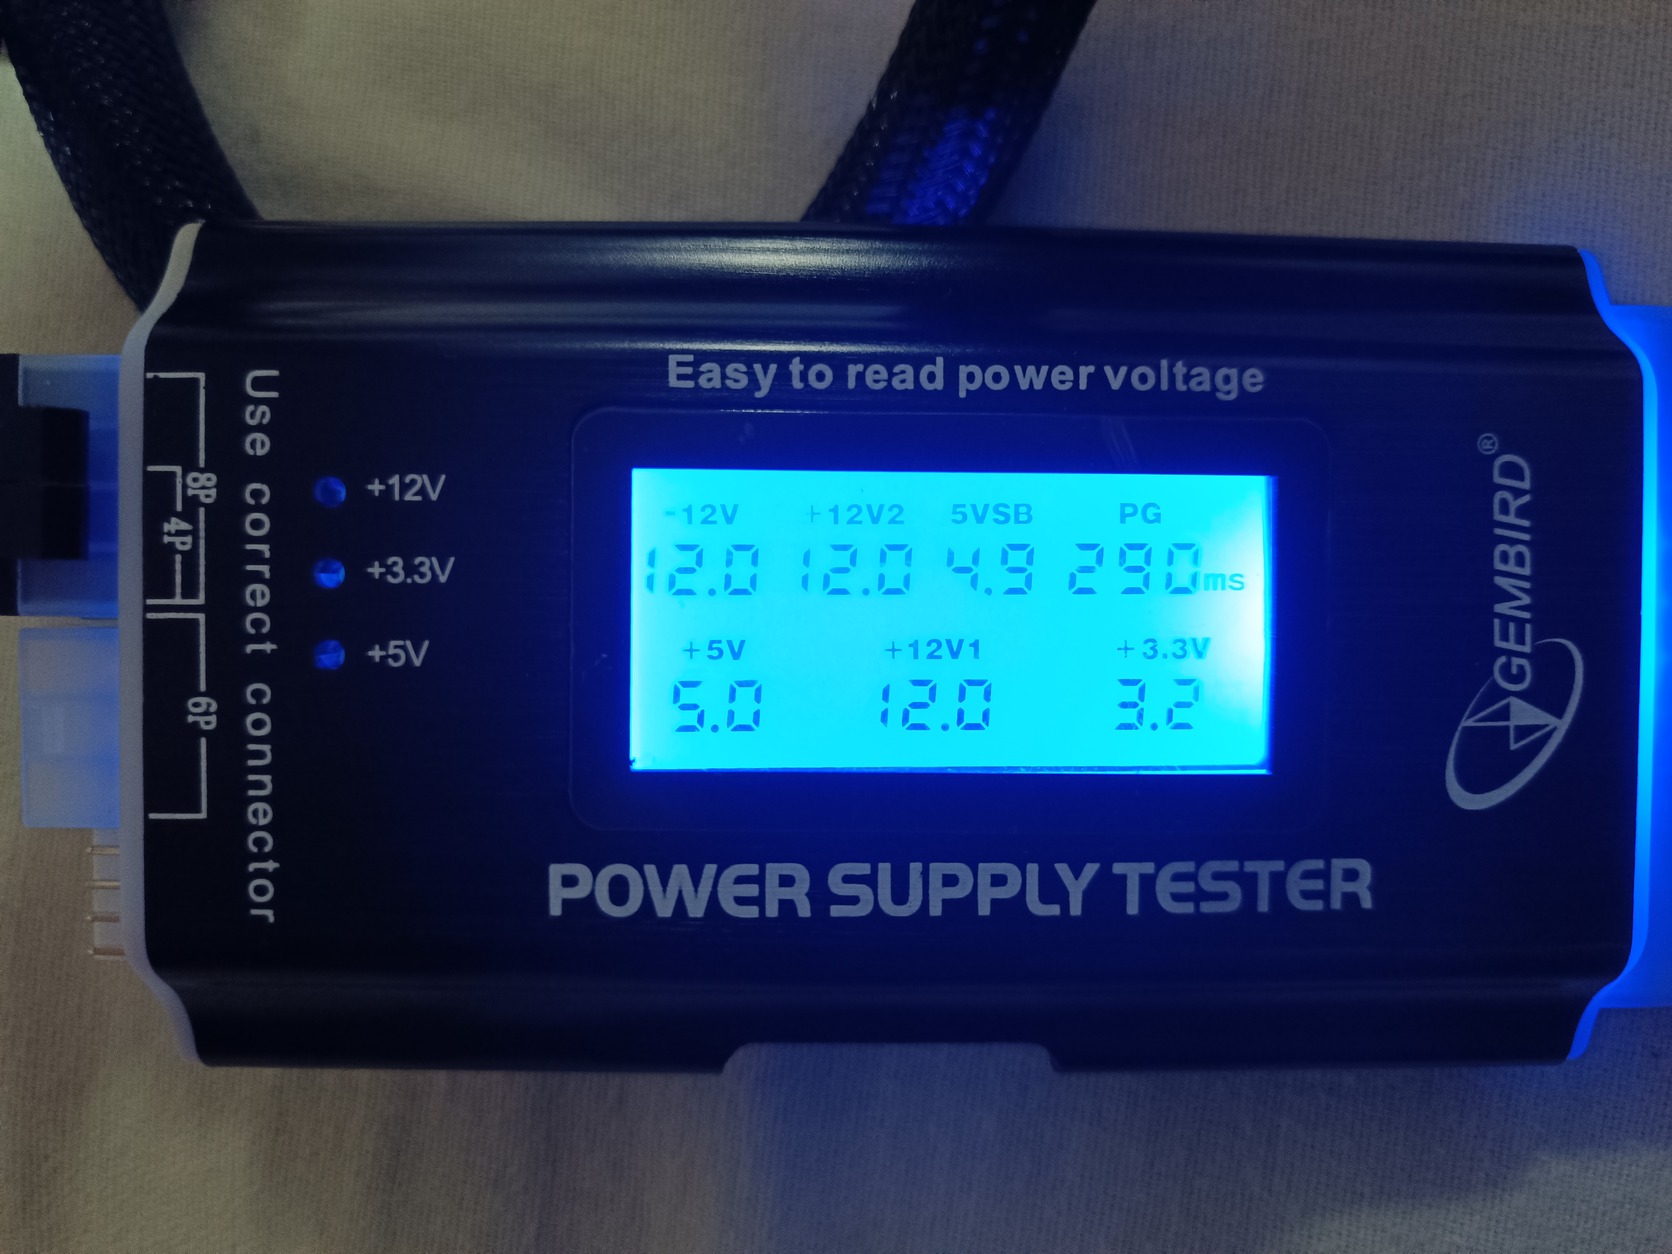 Easy to read power voltage
Use correct connector
8P
4P
6P
+12V
+3.3V
+5V
-12V +12V2 5VSB PG
12.0 12.0 4.9 290ms
+5V +12V1 +3.3V
5.0 12.0 3.2
GEMBIRD®
POWER SUPPLY TESTER